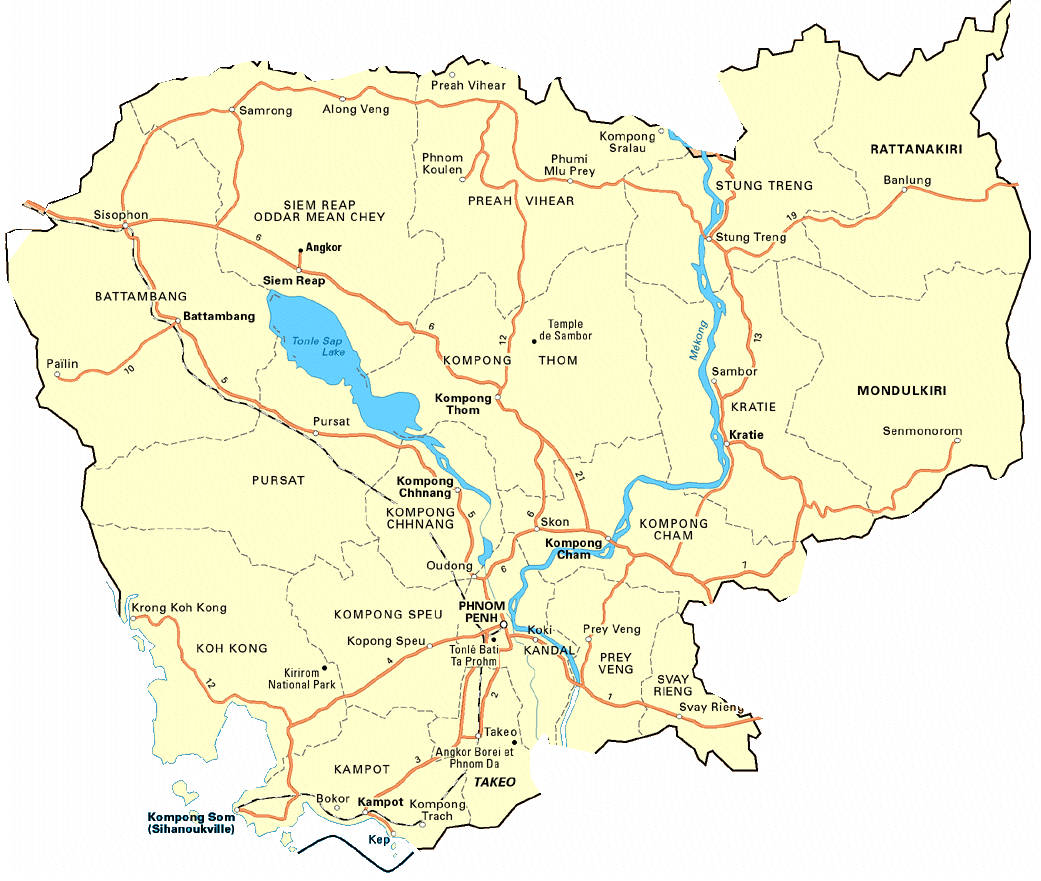 Preah Vihear
Samrong
Along Veng
Kompong
Sralau
RATTANAKIRI
Phnom
Koulen
Phumi
Mlu Prey
Banlung
STUNG TRENG
SIEM REAP
ODDAR MEAN CHEY
PREAH VIHEAR
Sisophon
19
6
Angkor
Stung Treng
Siem Reap
BATTAMBANG
Battambang
6
12
Temple
de Sambor
Mékong
13
Tonle Sap
Lake
KOMPONG THOM
Païlin
10
5
Sambor
MONDULKIRI
Kompong
Thom
KRATIE
Pursat
Kratie
Senmonorom
PURSAT
Kompong
Chhnang
21
KOMPONG
CHHNANG
5
6
Skon
KOMPONG
CHAM
Kompong
Cham
Oudong
6
7
Krong Koh Kong
KOMPONG SPEU
PHNOM
PENH
Kopong Speu
Koki
Prey Veng
KOH KONG
Tonlé Bati
Ta Prohm
KANDAL
PREY
VENG
4
Kirirom
National Park
12
SVAY
RIENG
2
1
Svay Rieng
Takeo
Angkor Borei et
Phnom Da
3
KAMPOT
TAKEO
Bokor
Kampot
Kompong
Trach
Kompong Som
(Sihanoukville)
Kep